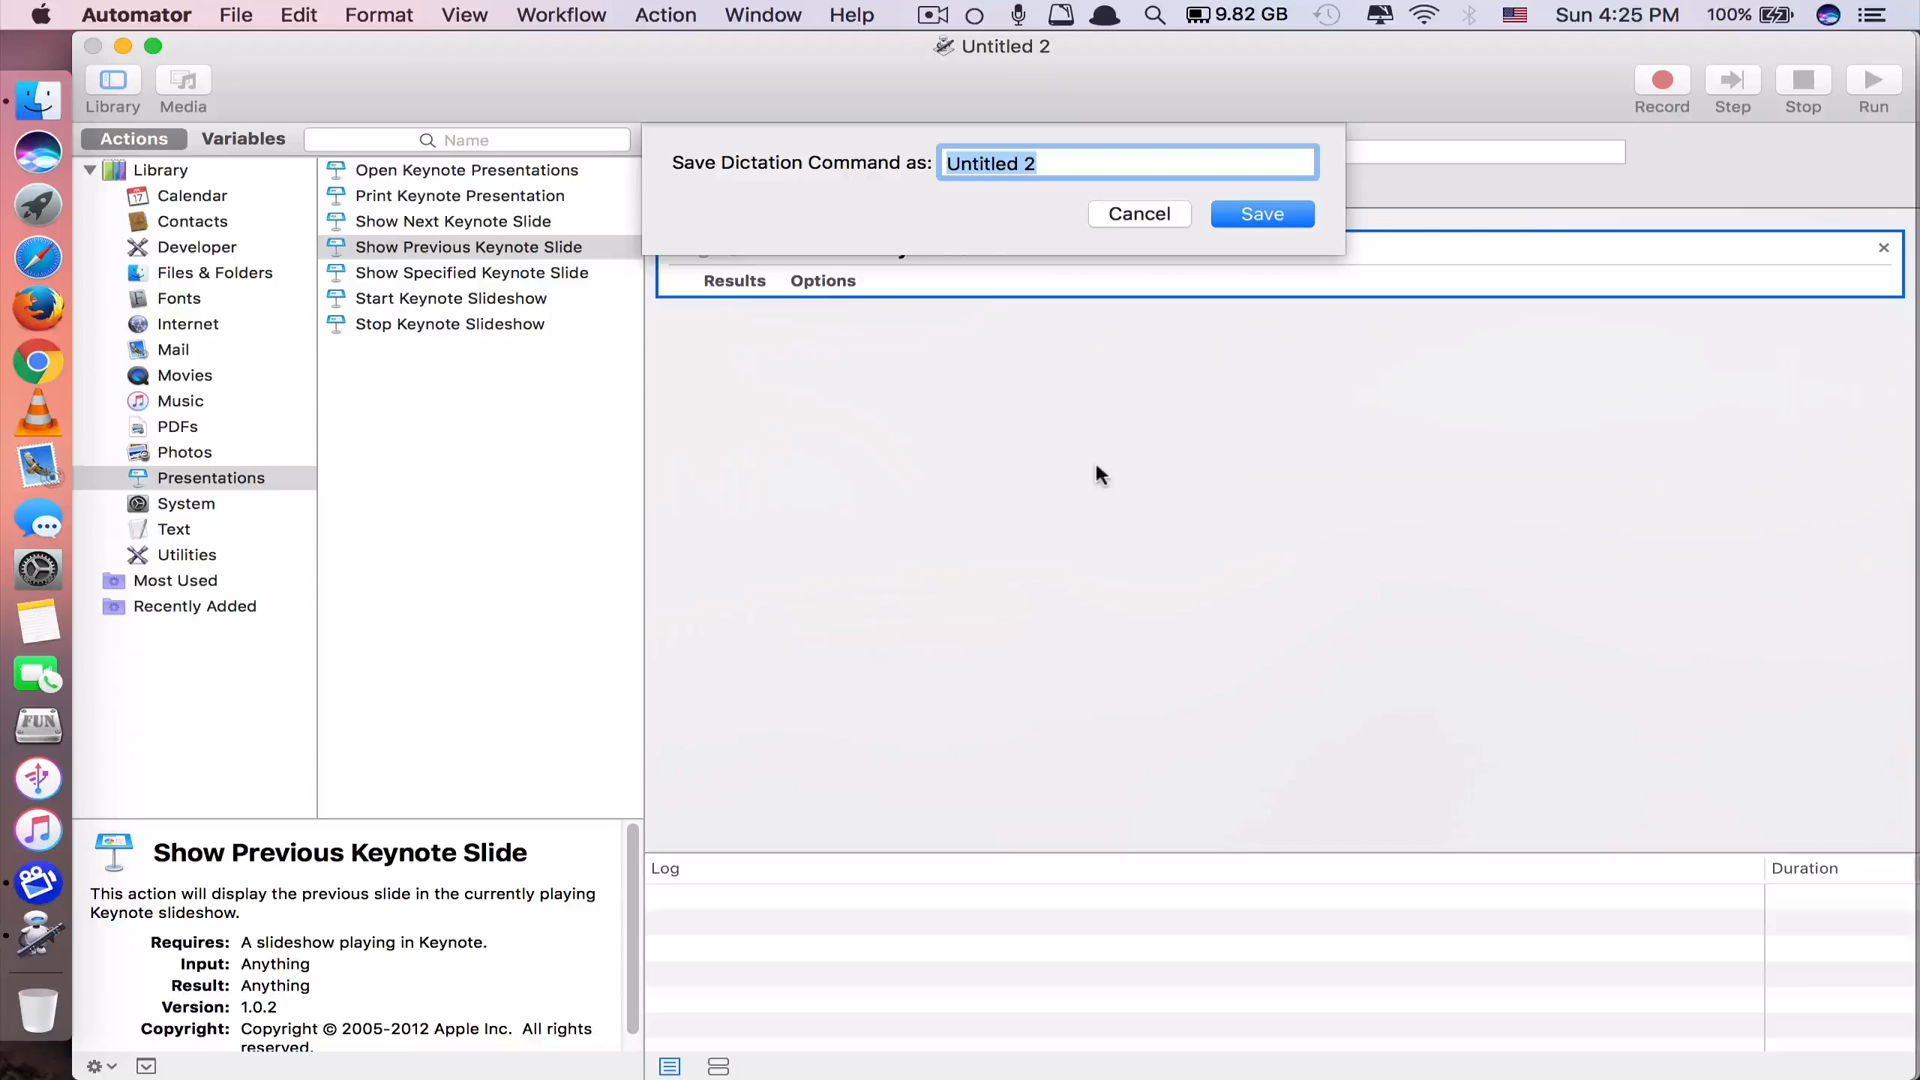 Automator File Edit Format View Workflow Action Window Help 9.82 GB Sun 4:25 PM 100%
Untitled 2
Library Media Record Step Stop Run
Actions Variables Name
Save Dictation Command as: Untitled 2
Cancel Save
Library
Calendar
Contacts
Developer
Files & Folders
Fonts
Internet
Mail
Movies
Music
PDFs
Photos
Presentations
System
Text
Utilities
Most Used
Recently Added
Open Keynote Presentations
Print Keynote Presentation
Show Next Keynote Slide
Show Previous Keynote Slide
Show Specified Keynote Slide
Start Keynote Slideshow
Stop Keynote Slideshow
Results Options
17
FUN
Show Previous Keynote Slide
This action will display the previous slide in the currently playing
Keynote slideshow.
Requires: A slideshow playing in Keynote.
Input: Anything
Result: Anything
Version: 1.0.2
Copyright: Copyright © 2005-2012 Apple Inc. All rights
reserved.
Log Duration